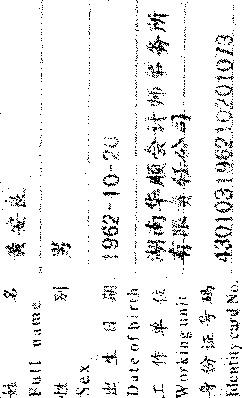 姓 名
Full name
性 别 男
Sex
出生日期 1962-10-20
Date of birth
工作单位 湖南华顺会计师事务所
Working unit 有限责任公司
身份证号码 430103196210201073
Identity card No.